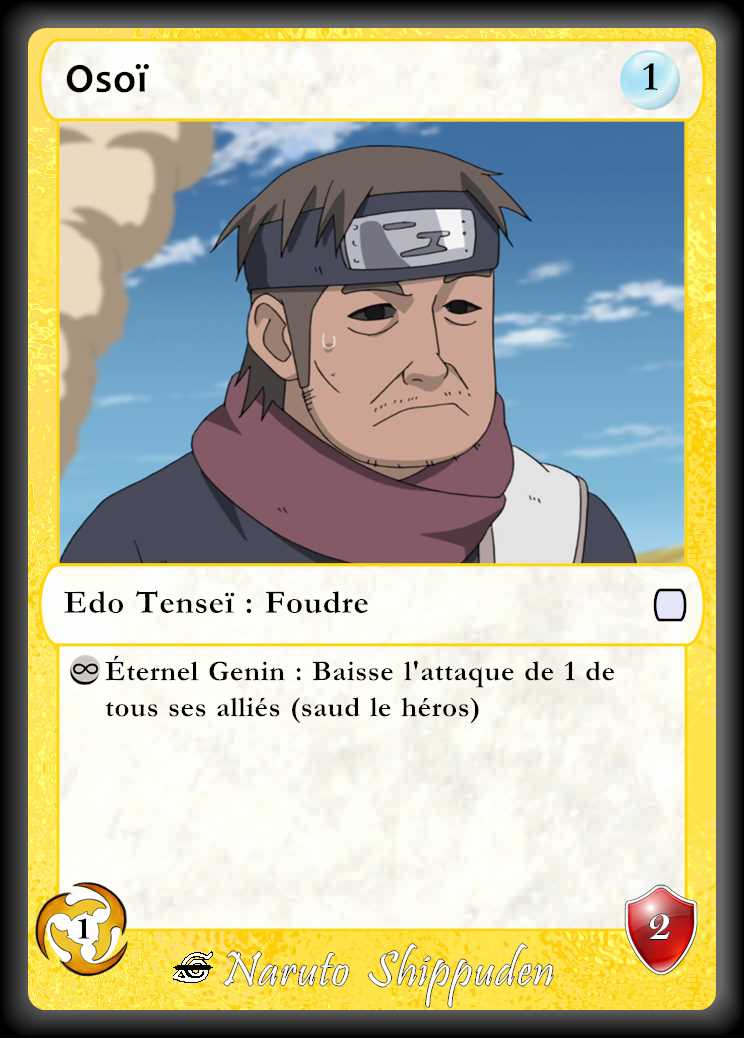 Osoï
1
Edo Tenseï : Foudre
Éternel Genin : Baisse l'attaque de 1 de
tous ses alliés (saud le héros)
1
2
Naruto Shippuden